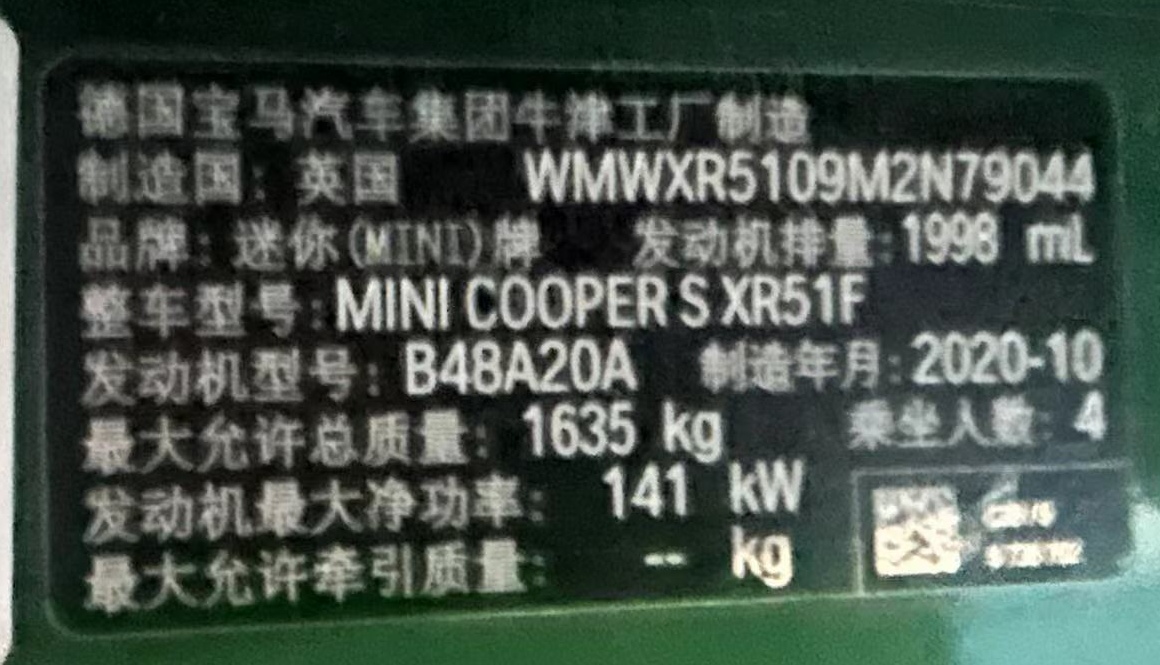 德国宝马汽车集团牛津工厂制造
制造国: 英国 WMWXR5109M2N79044
品牌: 迷你(MINI)牌 发动机排量: 1998 mL
整车型号: MINI COOPER S XR51F
发动机型号: B48A20A 制造年月: 2020-10
最大允许总质量: 1635 kg 乘坐人数: 4
发动机最大净功率: 141 kW
最大允许牵引质量: -- kg